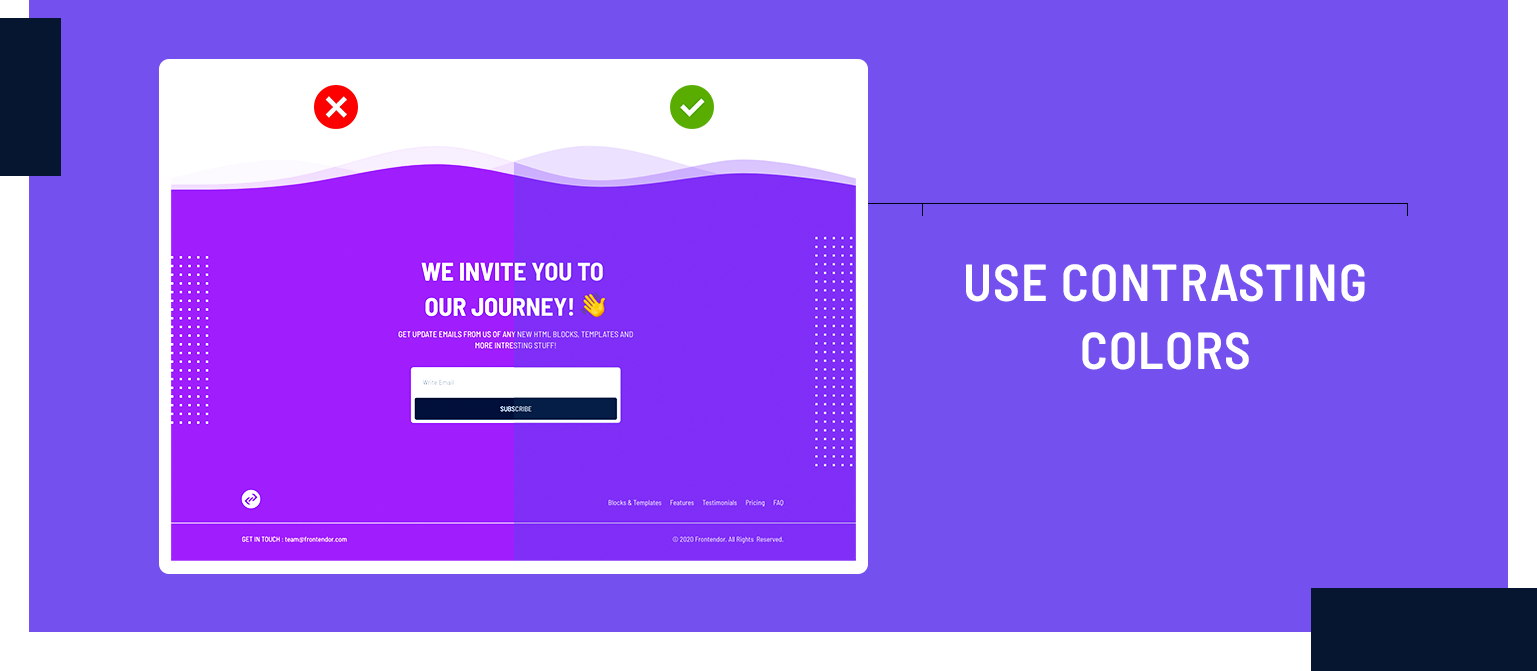 WE INVITE YOU TO
OUR JOURNEY! 👋
GET UPDATE EMAILS FROM US OF ANY NEW HTML BLOCKS, TEMPLATES AND
MORE INTRESTING STUFF!
Write Email
SUBSCRIBE
Blocks & Templates Features Testimonials Pricing FAQ
GET IN TOUCH : team@frontendor.com
© 2020 Frontendor. All Rights Reserved.
USE CONTRASTING
COLORS